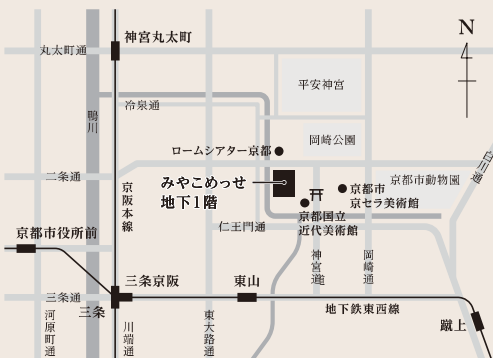 神宮丸太町
N
丸太町通
平安神宮
冷泉通
鴨川
岡崎公園
ロームシアター京都
白川通
二条通
みやこめっせ
地下1階
京都市
京セラ美術館
京都市動物園
京阪本線
京都国立
近代美術館
仁王門通
京都市役所前
神宮道
岡崎通
三条京阪
東山
三条通
三条
地下鉄東西線
蹴上
河原町通
川端通
東大路通